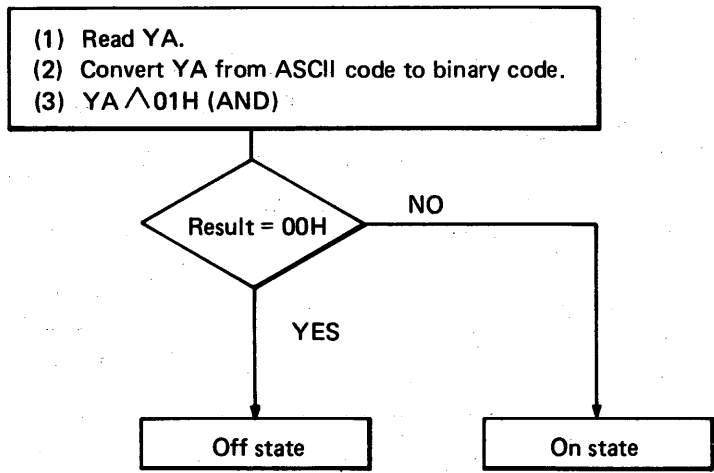 (1) Read YA.
(2) Convert YA from ASCII code to binary code.
(3) YA ∧ 01H (AND)
Result = 00H
NO
YES
Off state
On state